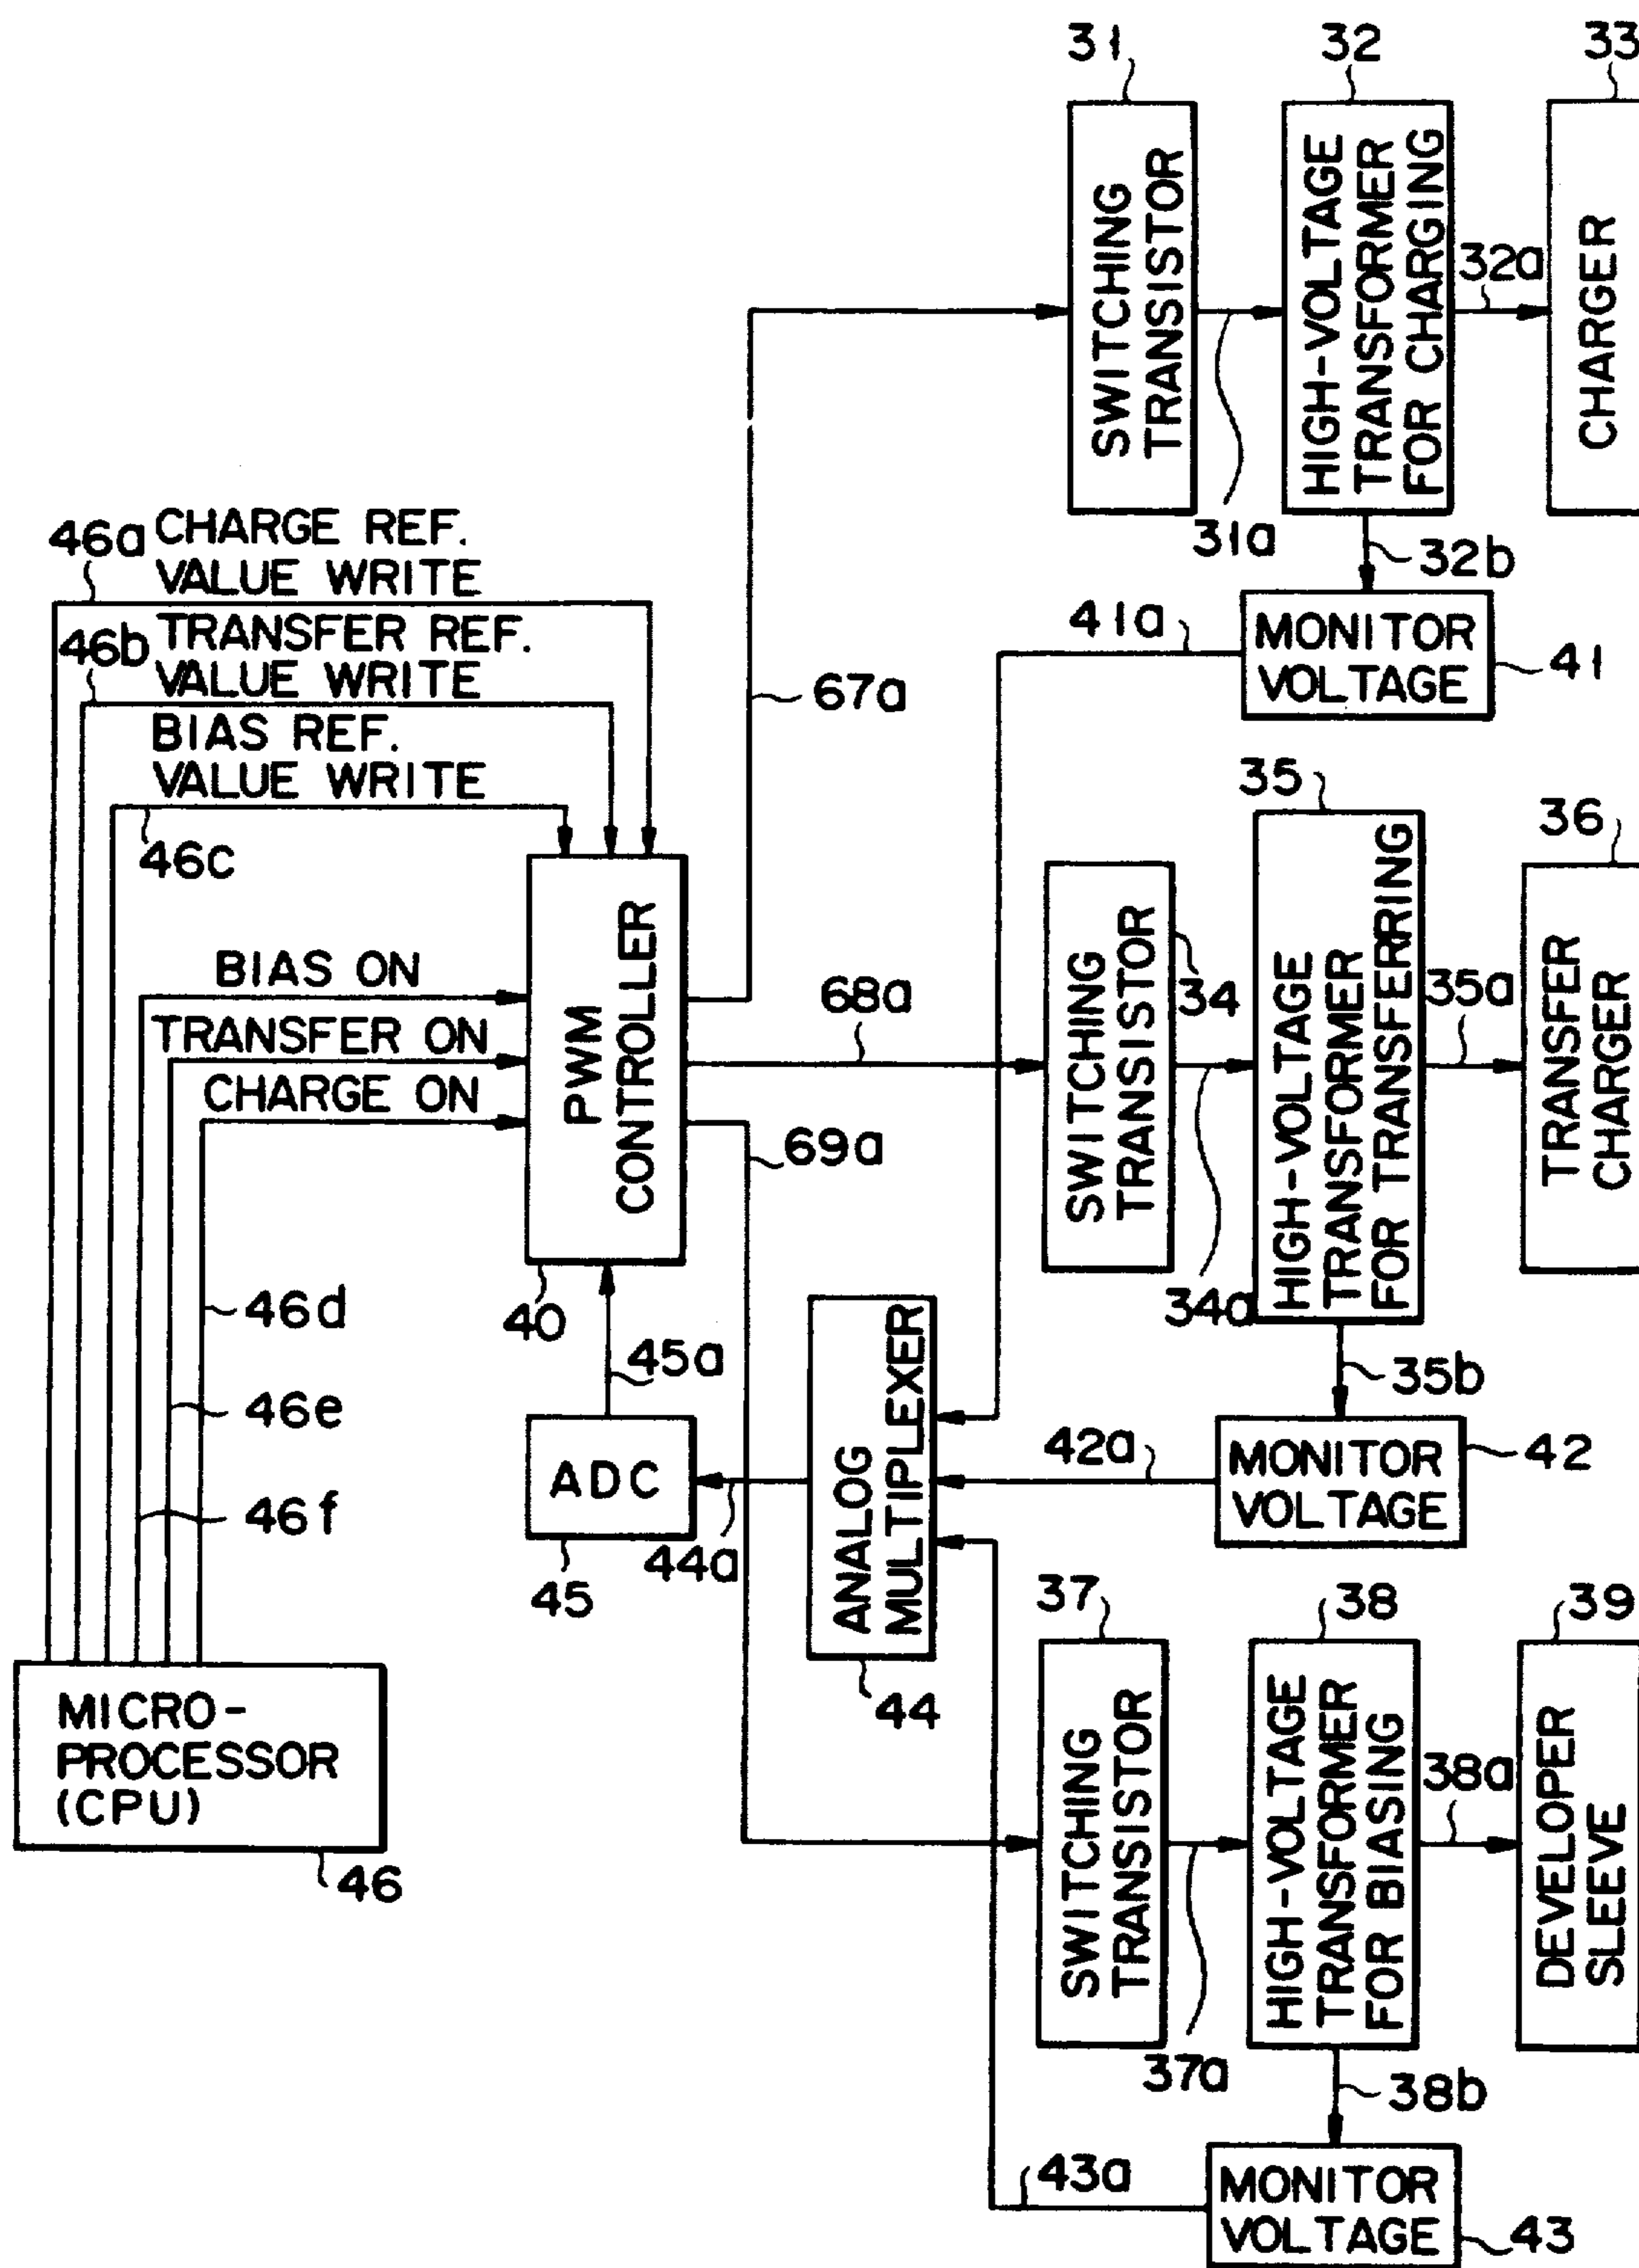 31
32
33
SWITCHING
TRANSISTOR
HIGH-VOLTAGE
TRANSFORMER
FOR CHARGING
32a
CHARGER
31a
32b
46a
CHARGE REF.
VALUE WRITE
46b
TRANSFER REF.
VALUE WRITE
BIAS REF.
VALUE WRITE
46c
41a
MONITOR
VOLTAGE
41
67a
35
36
BIAS ON
TRANSFER ON
CHARGE ON
PWM
CONTROLLER
40
68a
69a
SWITCHING
TRANSISTOR
34
HIGH-VOLTAGE
TRANSFORMER
FOR TRANSFERRING
35a
TRANSFER
CHARGER
34a
35b
46d
46e
46f
45a
ADC
45
44a
ANALOG
MULTIPLEXER
44
42a
MONITOR
VOLTAGE
42
37
38
39
MICRO-
PROCESSOR
(CPU)
46
SWITCHING
TRANSISTOR
HIGH-VOLTAGE
TRANSFORMER
FOR BIASING
38a
DEVELOPER
SLEEVE
37a
38b
43a
MONITOR
VOLTAGE
43